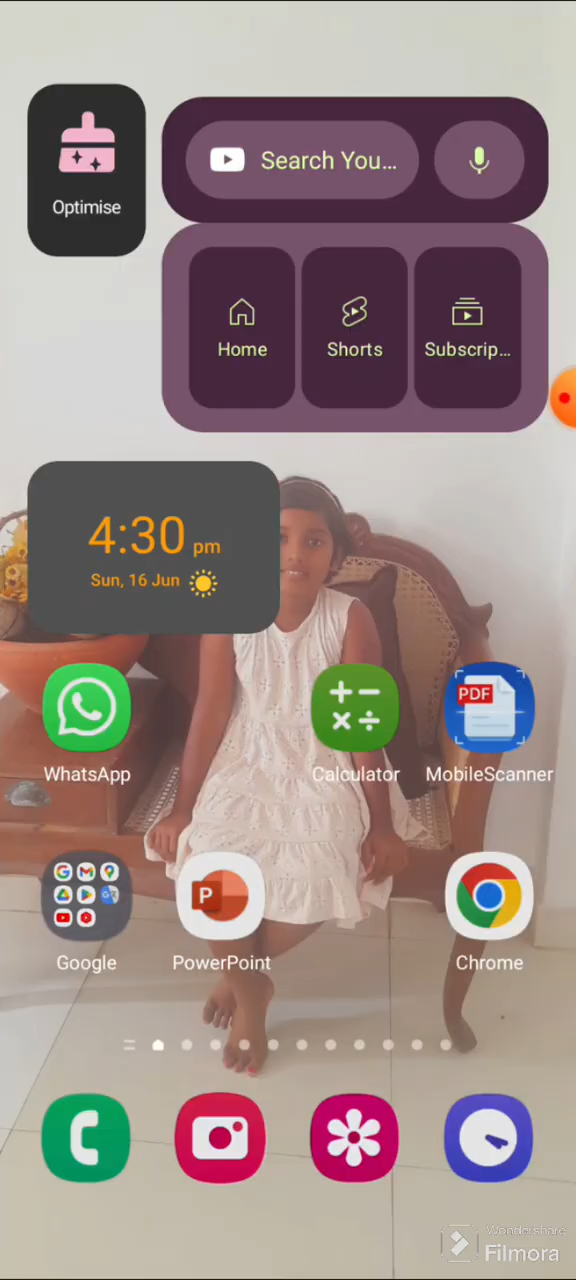 Optimise
Search You...
Home
Shorts
Subscrip...
4:30 pm
Sun, 16 Jun
WhatsApp
Calculator
PDF
MobileScanner
P
Google
PowerPoint
Chrome
Wondershare
Filmora